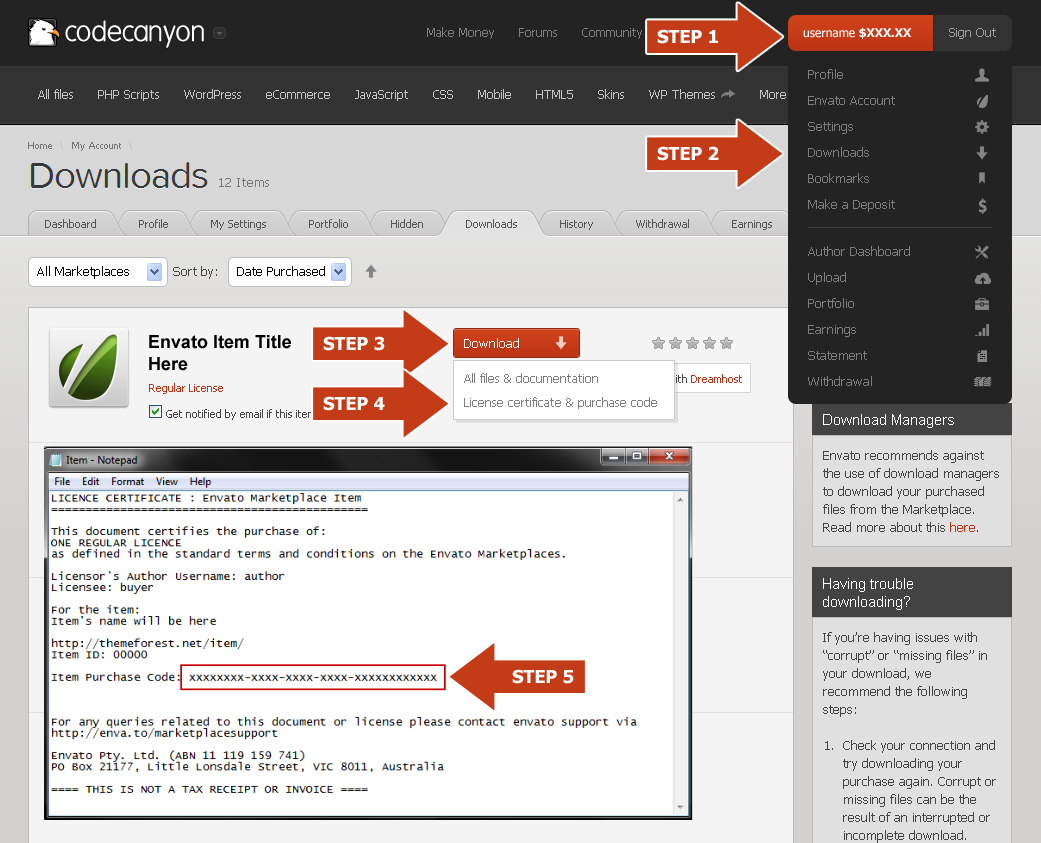 codecanyon
Make Money Forums Community
STEP 1
username $XXX.XX
Sign Out
All files PHP Scripts WordPress eCommerce JavaScript CSS Mobile HTML5 Skins WP Themes More
Profile
Envato Account
Settings
Downloads
Bookmarks
Make a Deposit
Author Dashboard
Upload
Portfolio
Earnings
Statement
Withdrawal
STEP 2
Home \ My Account \
Downloads 12 Items
Dashboard Profile My Settings Portfolio Hidden Downloads History Withdrawal Earnings
All Marketplaces Sort by: Date Purchased
Envato Item Title
Here
Regular License
Get notified by email if this iter
STEP 3
Download
STEP 4
All files & documentation
License certificate & purchase code
ith Dreamhost
Item - Notepad
File Edit Format View Help
LICENCE CERTIFICATE : Envato Marketplace Item
==============================================
This document certifies the purchase of:
ONE REGULAR LICENCE
as defined in the standard terms and conditions on the Envato Marketplaces.
Licensor's Author Username: author
Licensee: buyer
For the item:
Item's name will be here
http://themeforest.net/item/
Item ID: 00000
Item Purchase Code: xxxxxxxx-xxxx-xxxx-xxxx-xxxxxxxxxxxx
STEP 5
For any queries related to this document or license please contact envato support via
http://enva.to/marketplacesupport
Envato Pty. Ltd. (ABN 11 119 159 741)
PO Box 21177, Little Lonsdale Street, VIC 8011, Australia
==== THIS IS NOT A TAX RECEIPT OR INVOICE ====
Download Managers
Envato recommends against
the use of download managers
to download your purchased
files from the Marketplace.
Read more about this here.
Having trouble
downloading?
If you're having issues with
"corrupt" or "missing files" in
your download, we
recommend the following
steps:
1. Check your connection and
try downloading your
purchase again. Corrupt or
missing files can be the
result of an interrupted or
incomplete download.